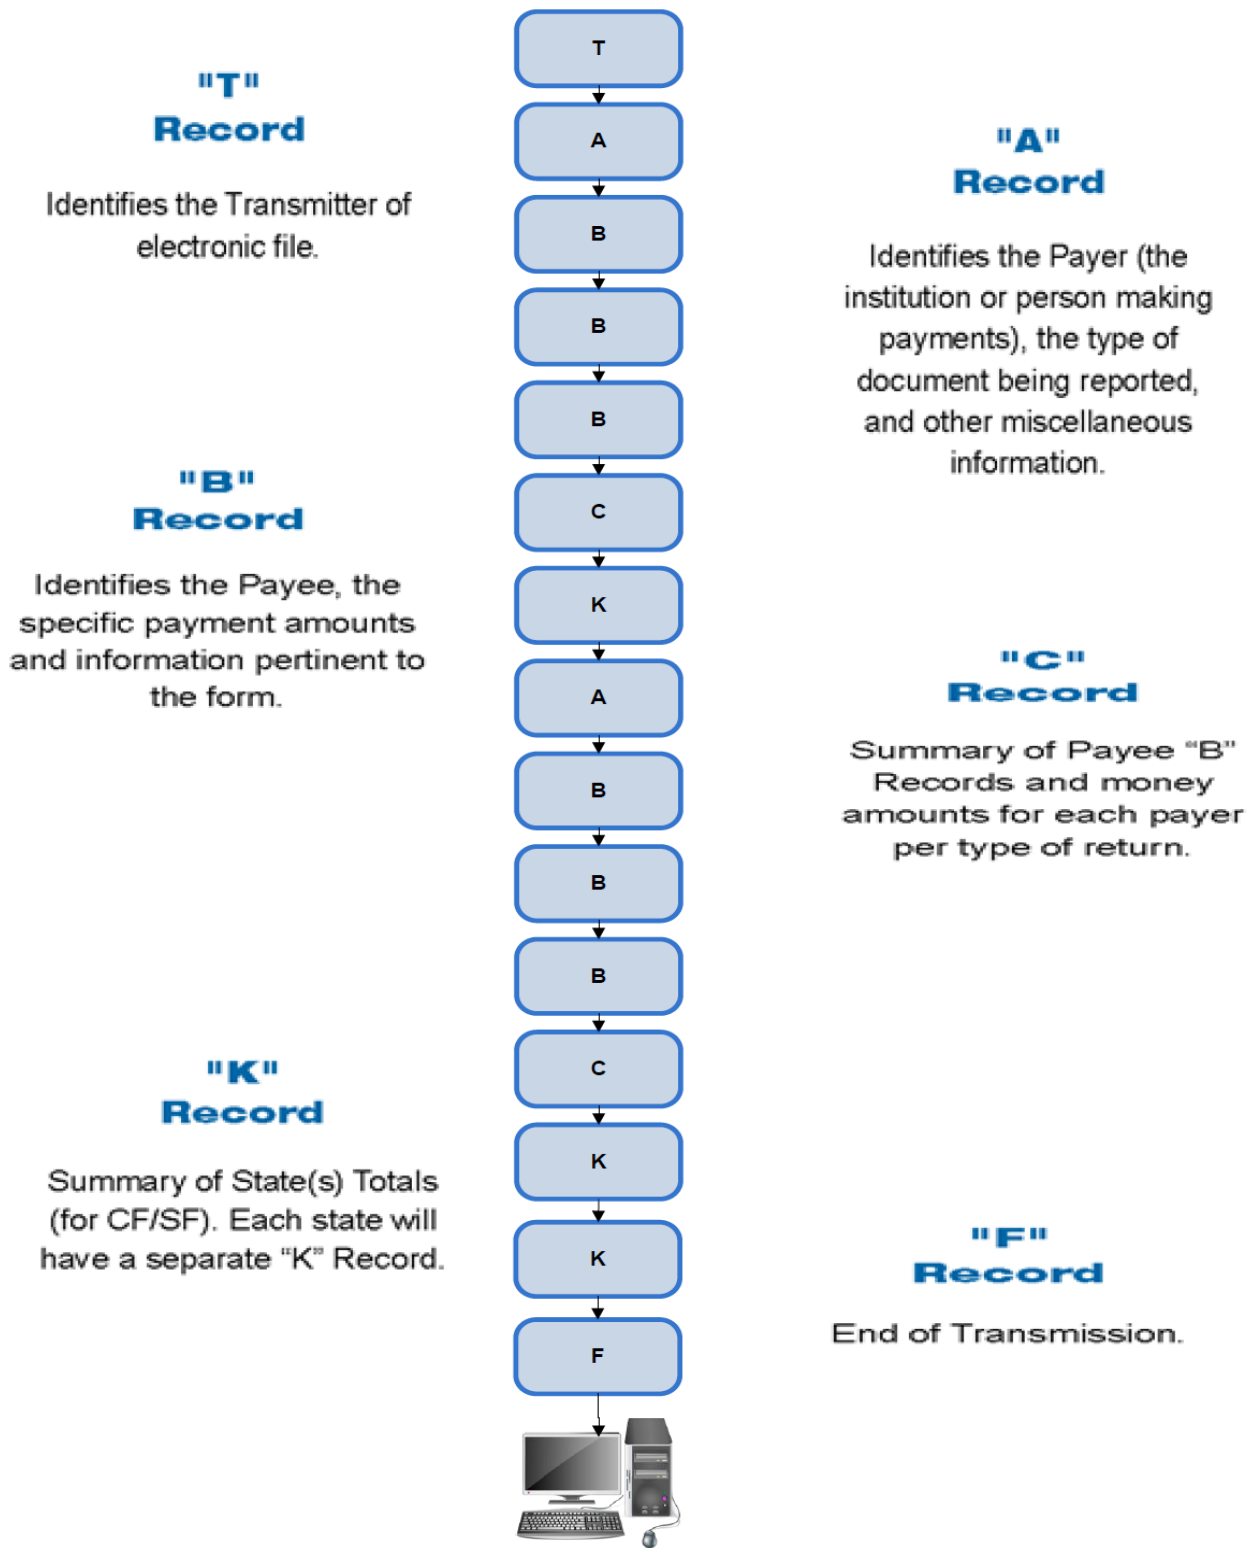 T
"T"
Record
Identifies the Transmitter of
electronic file.
A
"A"
Record
Identifies the Payer (the
institution or person making
payments), the type of
document being reported,
and other miscellaneous
information.
B
B
B
"B"
Record
Identifies the Payee, the
specific payment amounts
and information pertinent to
the form.
C
K
A
"C"
Record
Summary of Payee “B”
Records and money
amounts for each payer
per type of return.
B
B
B
C
"K"
Record
Summary of State(s) Totals
(for CF/SF). Each state will
have a separate “K” Record.
K
K
"F"
Record
End of Transmission.
F